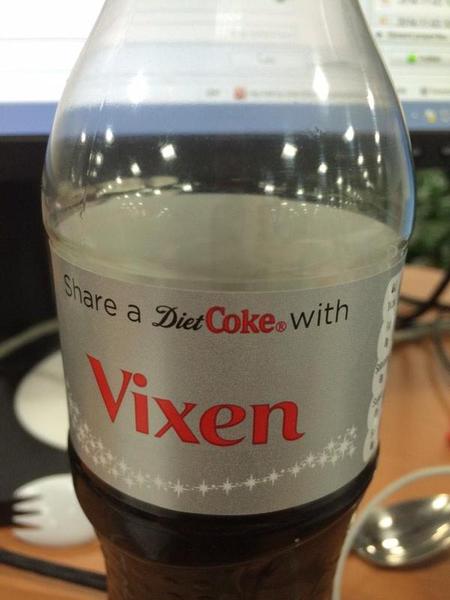 Share a Diet Coke® with
Vixen